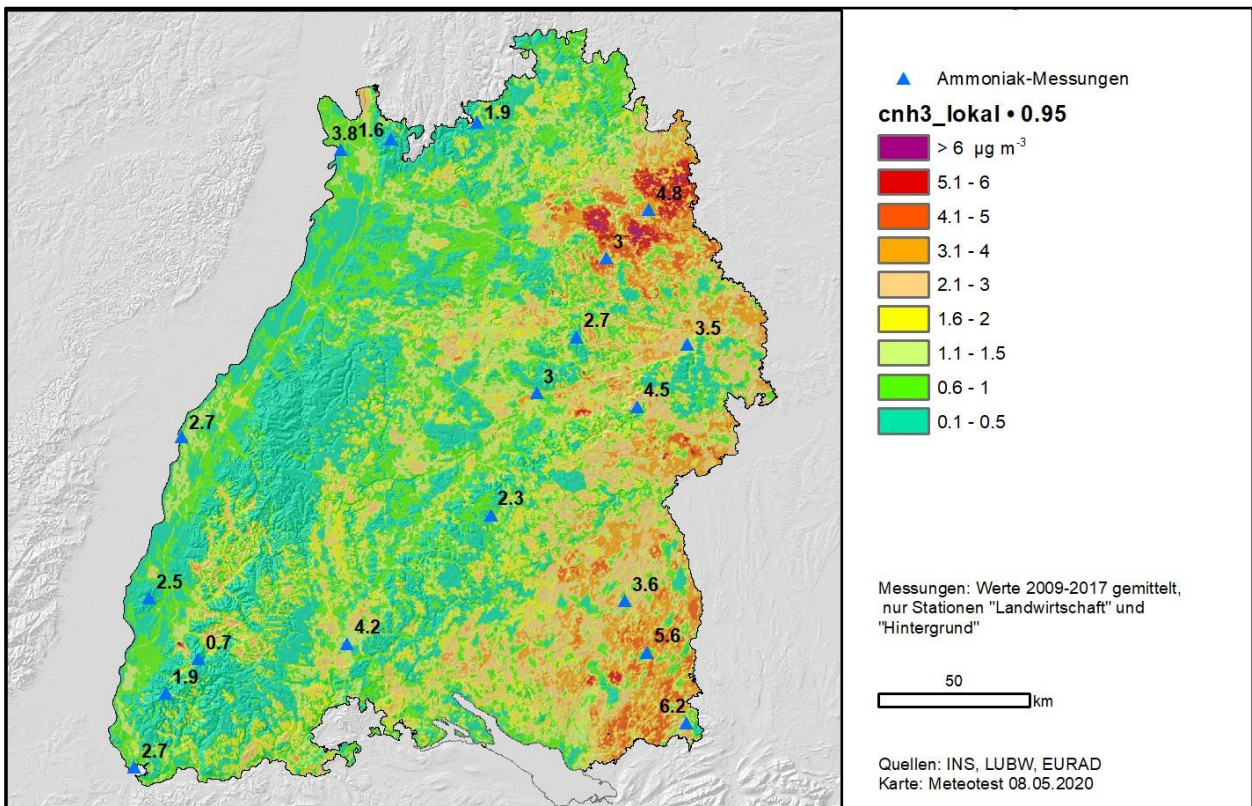 1.9
3.8
1.6
4.8
3
2.7
3.5
3
4.5
2.7
2.3
2.5
3.6
4.2
0.7
5.6
1.9
6.2
2.7
Ammoniak-Messungen
cnh3_lokal • 0.95
> 6 µg m⁻³
5.1 - 6
4.1 - 5
3.1 - 4
2.1 - 3
1.6 - 2
1.1 - 1.5
0.6 - 1
0.1 - 0.5
Messungen: Werte 2009-2017 gemittelt,
nur Stationen "Landwirtschaft" und
"Hintergrund"
50
km
Quellen: INS, LUBW, EURAD
Karte: Meteotest 08.05.2020